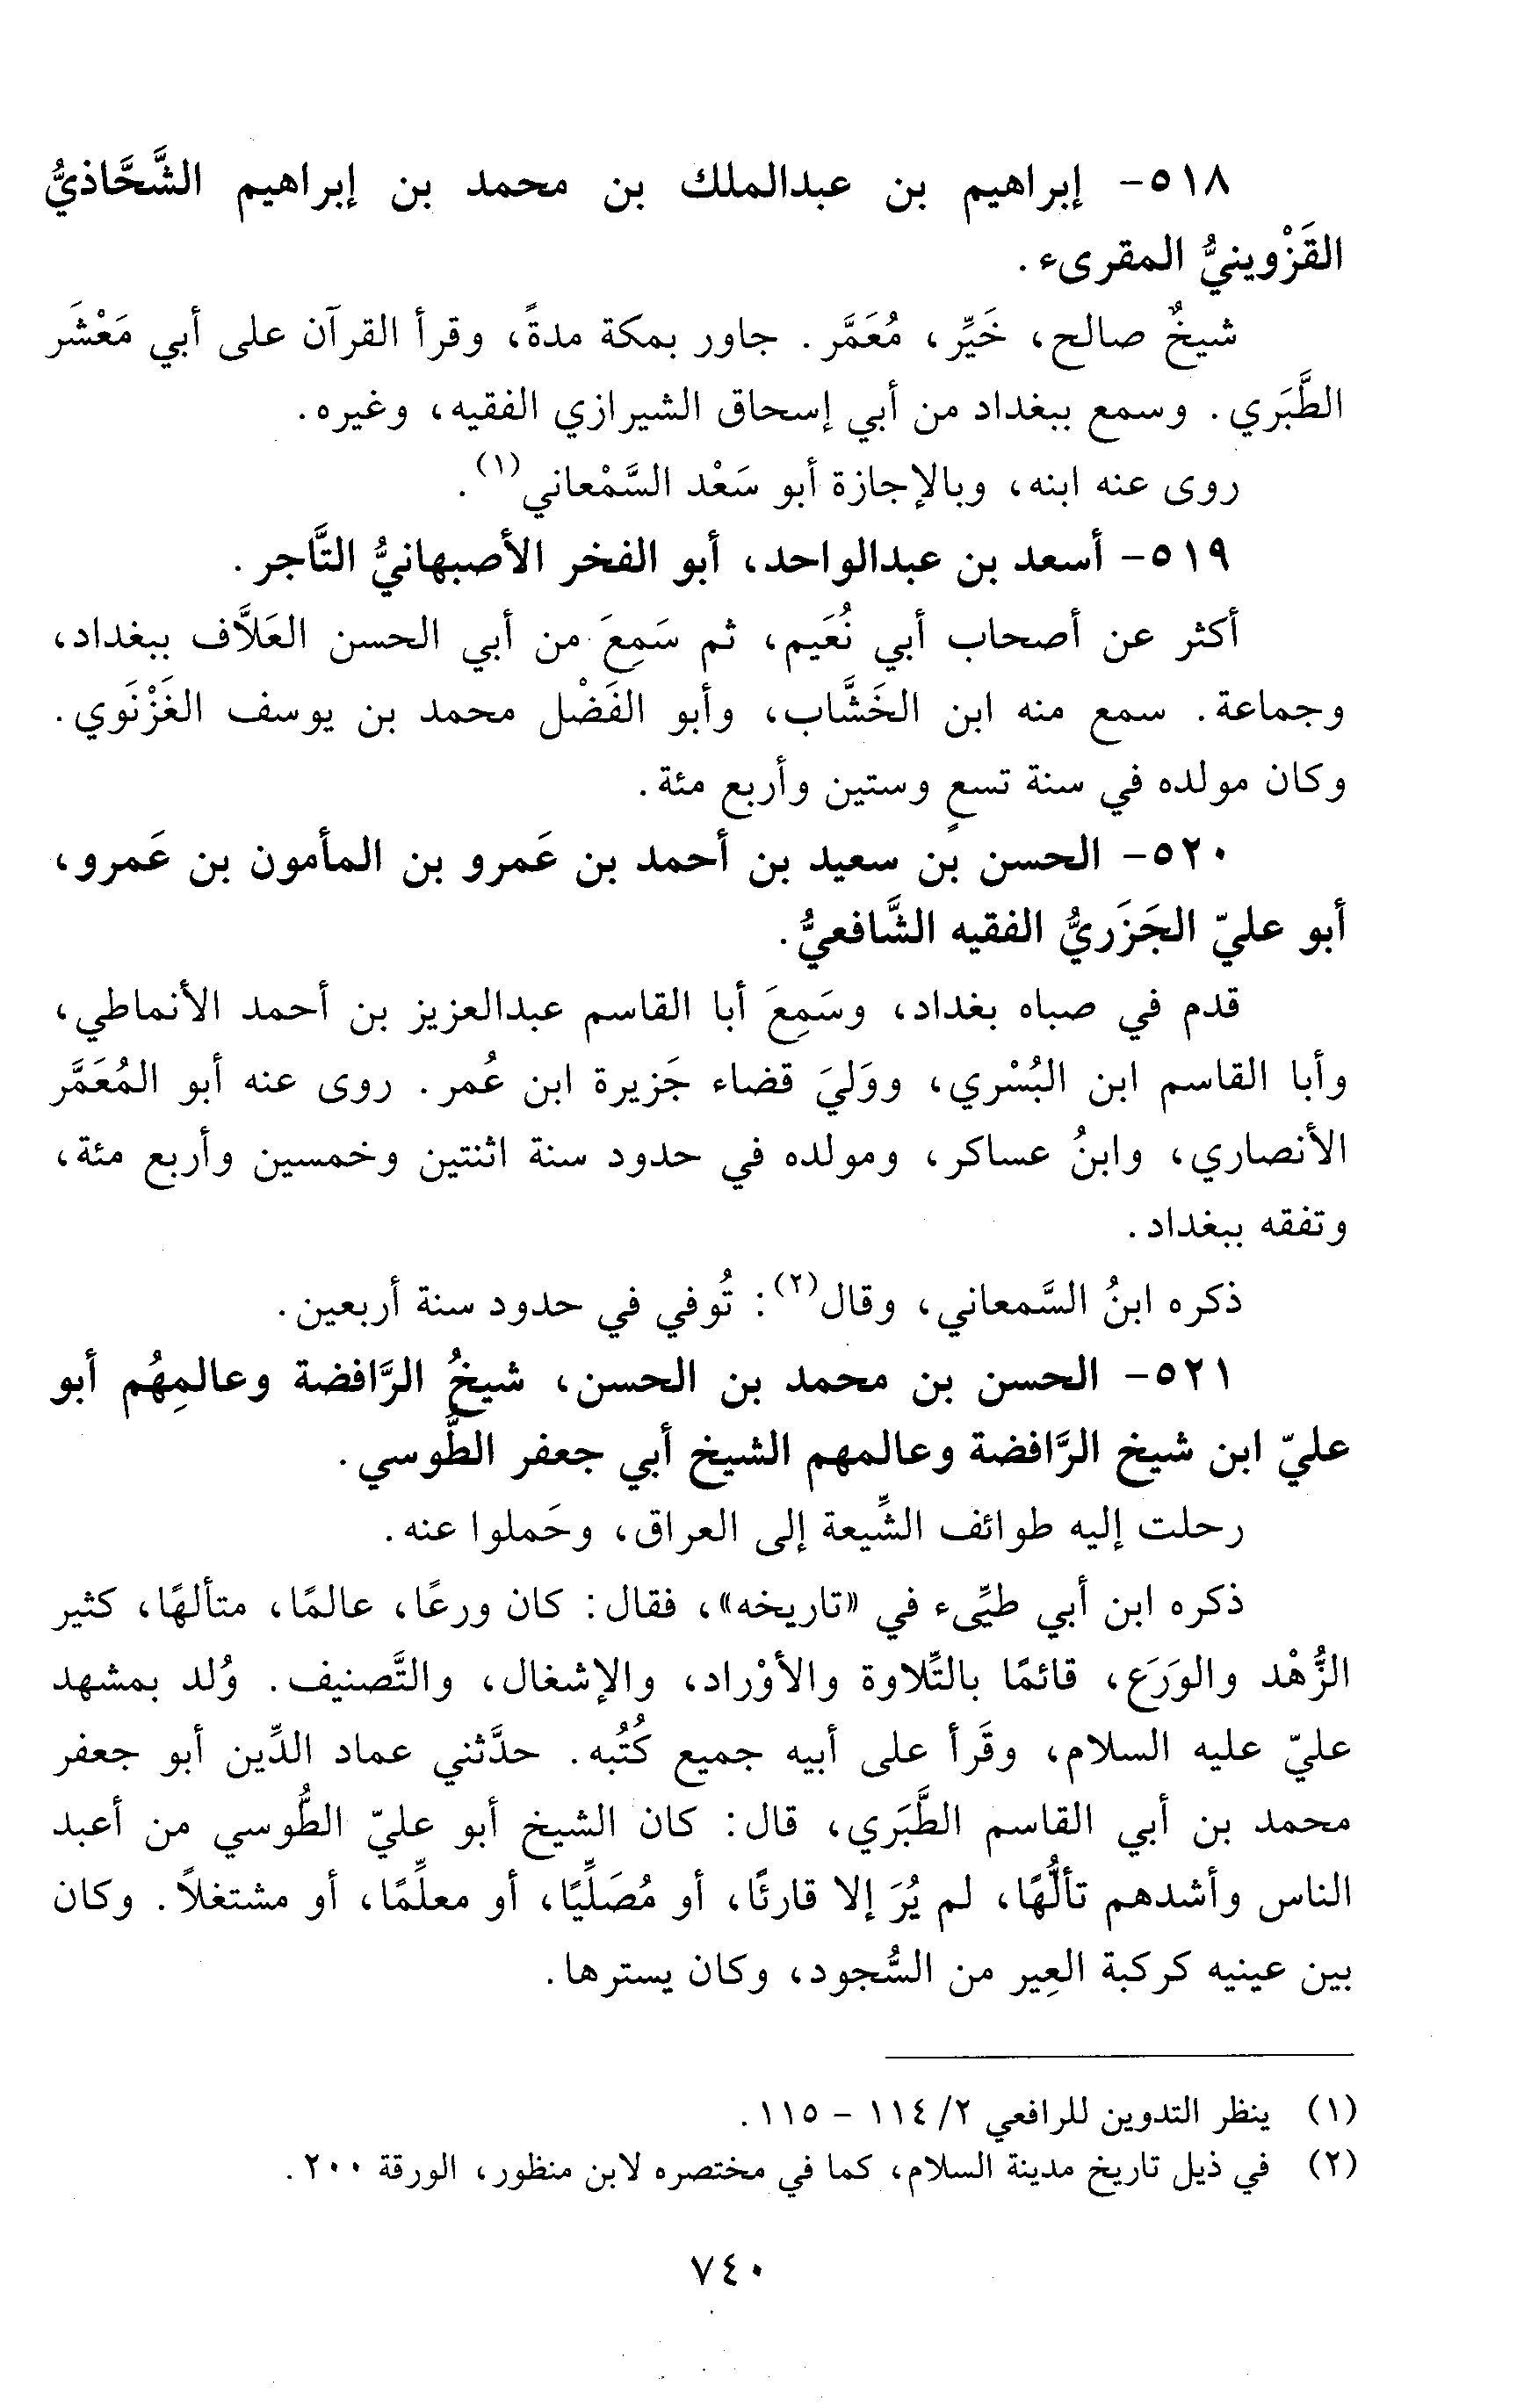 ٥١٨- إبراهيم بن عبدالملك بن محمد بن إبراهيم الشَّحَّاذيُّ
القَزْوينيُّ المقرىء.
شيخٌ صالح، خَيِّر، مُعَمَّر. جاور بمكة مدةً، وقرأ القرآن على أبي مَعْشَر
الطَّبَري. وسمع ببغداد من أبي إسحاق الشيرازي الفقيه، وغيره.
روى عنه ابنه، وبالإجازة أبو سَعْد السَّمْعاني(١).
٥١٩- أسعد بن عبدالواحد، أبو الفخر الأصبهانيُّ التَّاجر.
أكثر عن أصحاب أبي نُعَيم، ثم سَمِعَ من أبي الحسن العَلاَّف ببغداد،
وجماعة. سمع منه ابن الخَشَّاب، وأبو الفَضْل محمد بن يوسف الغَزْنَوي.
وكان مولده في سنة تسعٍ وستين وأربع مئة.
٥٢٠- الحسن بن سعيد بن أحمد بن عَمرو بن المأمون بن عَمرو،
أبو عليّ الجَزَريُّ الفقيه الشَّافعيُّ.
قدم في صباه بغداد، وسَمِعَ أبا القاسم عبدالعزيز بن أحمد الأنماطي،
وأبا القاسم ابن البُسْري، ووَليَ قضاء جَزيرة ابن عُمر. روى عنه أبو المُعَمَّر
الأنصاري، وابنُ عساكر، ومولده في حدود سنة اثنتين وخمسين وأربع مئة،
وتفقه ببغداد.
ذكره ابنُ السَّمعاني، وقال(٢): تُوفي في حدود سنة أربعين.
٥٢١- الحسن بن محمد بن الحسن، شيخُ الرَّافضة وعالمِهُم أبو
عليّ ابن شيخ الرَّافضة وعالمهم الشيخ أبي جعفر الطُّوسي.
رحلت إليه طوائف الشِّيعة إلى العراق، وحَملوا عنه.
ذكره ابن أبي طيِّىء في «تاريخه»، فقال: كان ورعًا، عالمًا، متألهًا، كثير
الزُّهْد والوَرَع، قائمًا بالتِّلاوة والأوْراد، والإشغال، والتَّصنيف. وُلد بمشهد
عليّ عليه السلام، وقَرأ على أبيه جميع كُتُبه. حدَّثني عماد الدِّين أبو جعفر
محمد بن أبي القاسم الطَّبَري، قال: كان الشيخ أبو عليّ الطُّوسي من أعبد
الناس وأشدهم تألُّهًا، لم يُرَ إلا قارئًا، أو مُصَلِّيًا، أو معلِّمًا، أو مشتغلاً. وكان
بين عينيه كركبة العِير من السُّجود، وكان يسترها.
(١) ينظر التدوين للرافعي ٢/ ١١٤ - ١١٥.
(٢) في ذيل تاريخ مدينة السلام، كما في مختصره لابن منظور، الورقة ٢٠٠.
٧٤٠